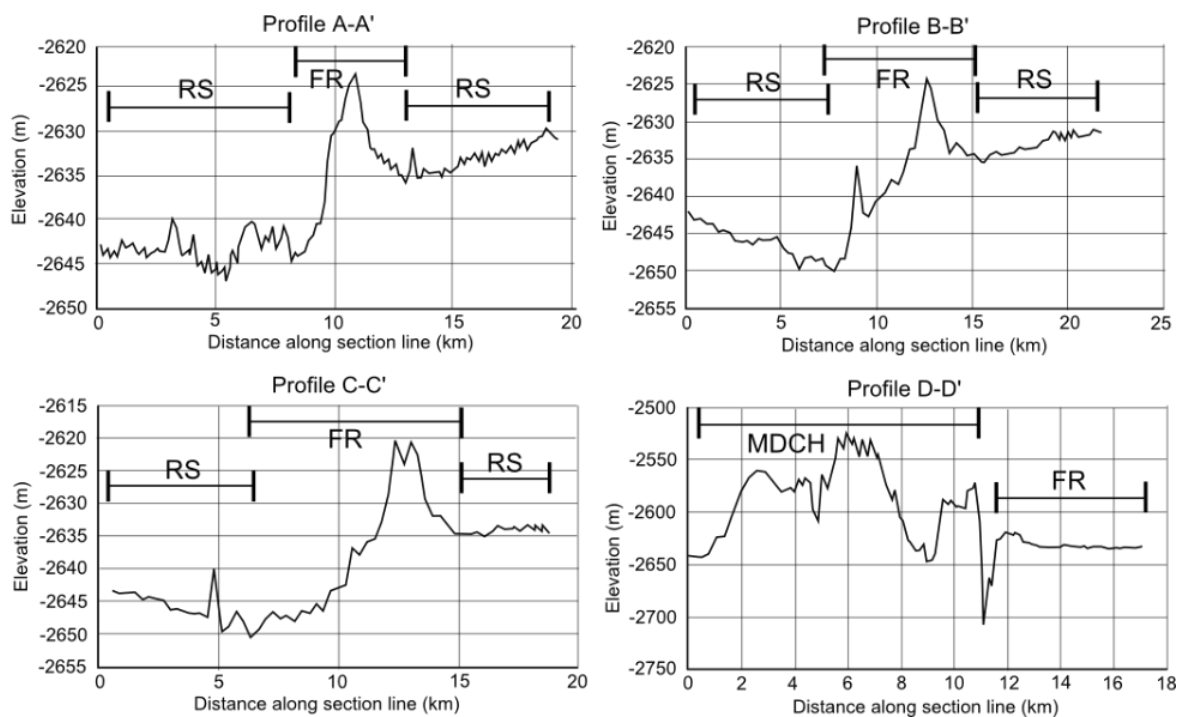 Profile A-A'
-2620
-2625
-2630
-2635
-2640
-2645
-2650
Elevation (m)
RS
FR
RS
0
5
10
15
20
Distance along section line (km)
Profile B-B'
-2620
-2625
-2630
-2635
-2640
-2645
-2650
-2655
Elevation (m)
RS
FR
RS
0
5
10
15
20
25
Distance along section line (km)
Profile C-C'
-2615
-2620
-2625
-2630
-2635
-2640
-2645
-2650
-2655
Elevation (m)
RS
FR
RS
0
5
10
15
20
Distance along section line (km)
Profile D-D'
-2500
-2550
-2600
-2650
-2700
-2750
Elevation (m)
MDCH
FR
0
2
4
6
8
10
12
14
16
18
Distance along section line (km)